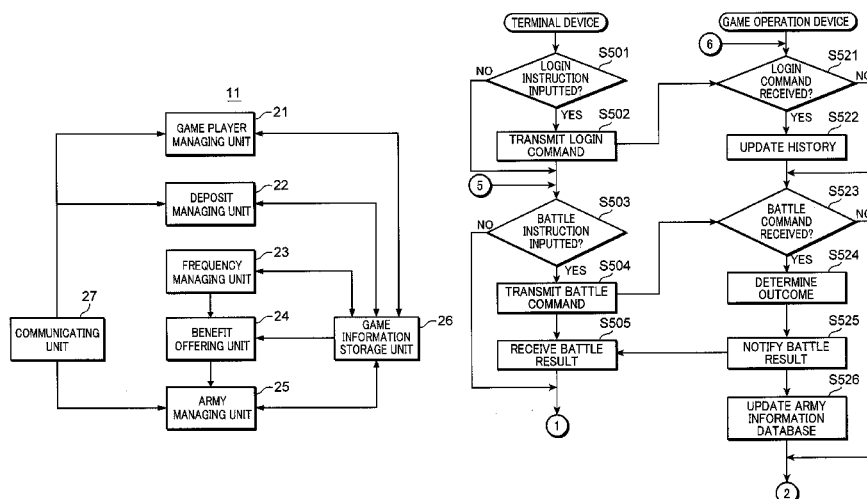 11
21
GAME PLAYER
MANAGING UNIT
22
DEPOSIT
MANAGING UNIT
23
FREQUENCY
MANAGING UNIT
27
COMMUNICATING
UNIT
24
BENEFIT
OFFERING UNIT
GAME
INFORMATION
STORAGE UNIT
26
25
ARMY
MANAGING UNIT
TERMINAL DEVICE
S501
LOGIN
INSTRUCTION
INPUTTED?
NO
YES
S502
TRANSMIT LOGIN
COMMAND
5
S503
BATTLE
INSTRUCTION
INPUTTED?
NO
YES
S504
TRANSMIT BATTLE
COMMAND
S505
RECEIVE BATTLE
RESULT
1
GAME OPERATION DEVICE
6
S521
LOGIN
COMMAND
RECEIVED?
NO
YES
S522
UPDATE HISTORY
S523
BATTLE
COMMAND
RECEIVED?
NO
YES
S524
DETERMINE
OUTCOME
S525
NOTIFY BATTLE
RESULT
S526
UPDATE ARMY
INFORMATION
DATABASE
2